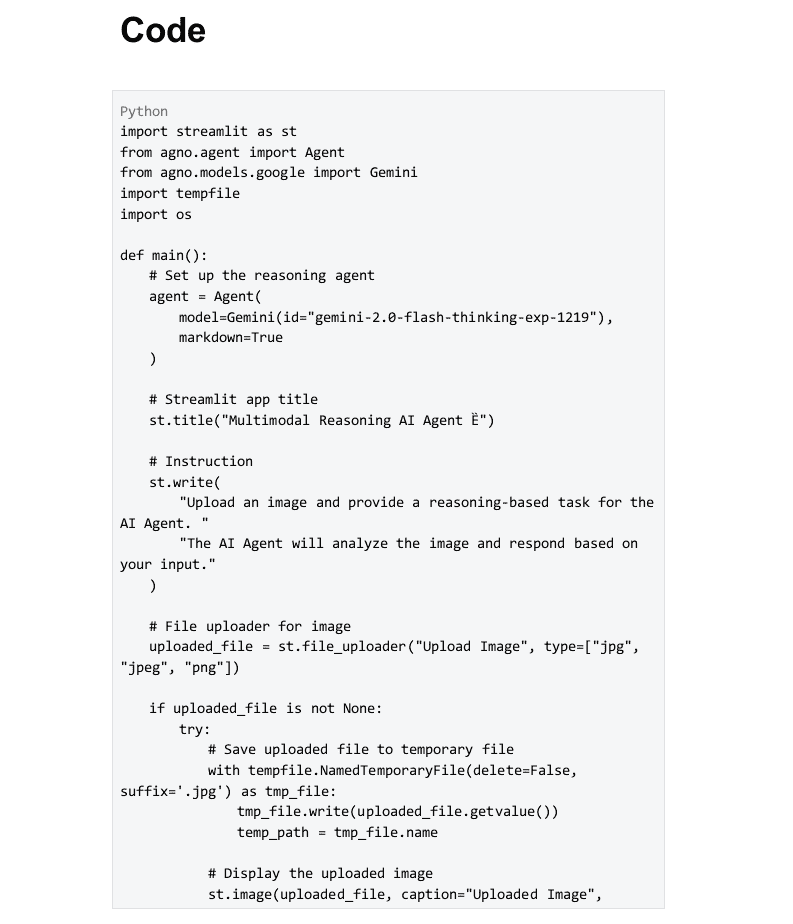 Code
Python
import streamlit as st
from agno.agent import Agent
from agno.models.google import Gemini
import tempfile
import os
def main():
# Set up the reasoning agent
agent = Agent(
model=Gemini(id="gemini-2.0-flash-thinking-exp-1219"),
markdown=True
)
# Streamlit app title
st.title("Multimodal Reasoning AI Agent Ȅ")
# Instruction
st.write(
"Upload an image and provide a reasoning-based task for the
AI Agent. "
"The AI Agent will analyze the image and respond based on
your input."
)
# File uploader for image
uploaded_file = st.file_uploader("Upload Image", type=["jpg",
"jpeg", "png"])
if uploaded_file is not None:
try:
# Save uploaded file to temporary file
with tempfile.NamedTemporaryFile(delete=False,
suffix='.jpg') as tmp_file:
tmp_file.write(uploaded_file.getvalue())
temp_path = tmp_file.name
# Display the uploaded image
st.image(uploaded_file, caption="Uploaded Image",